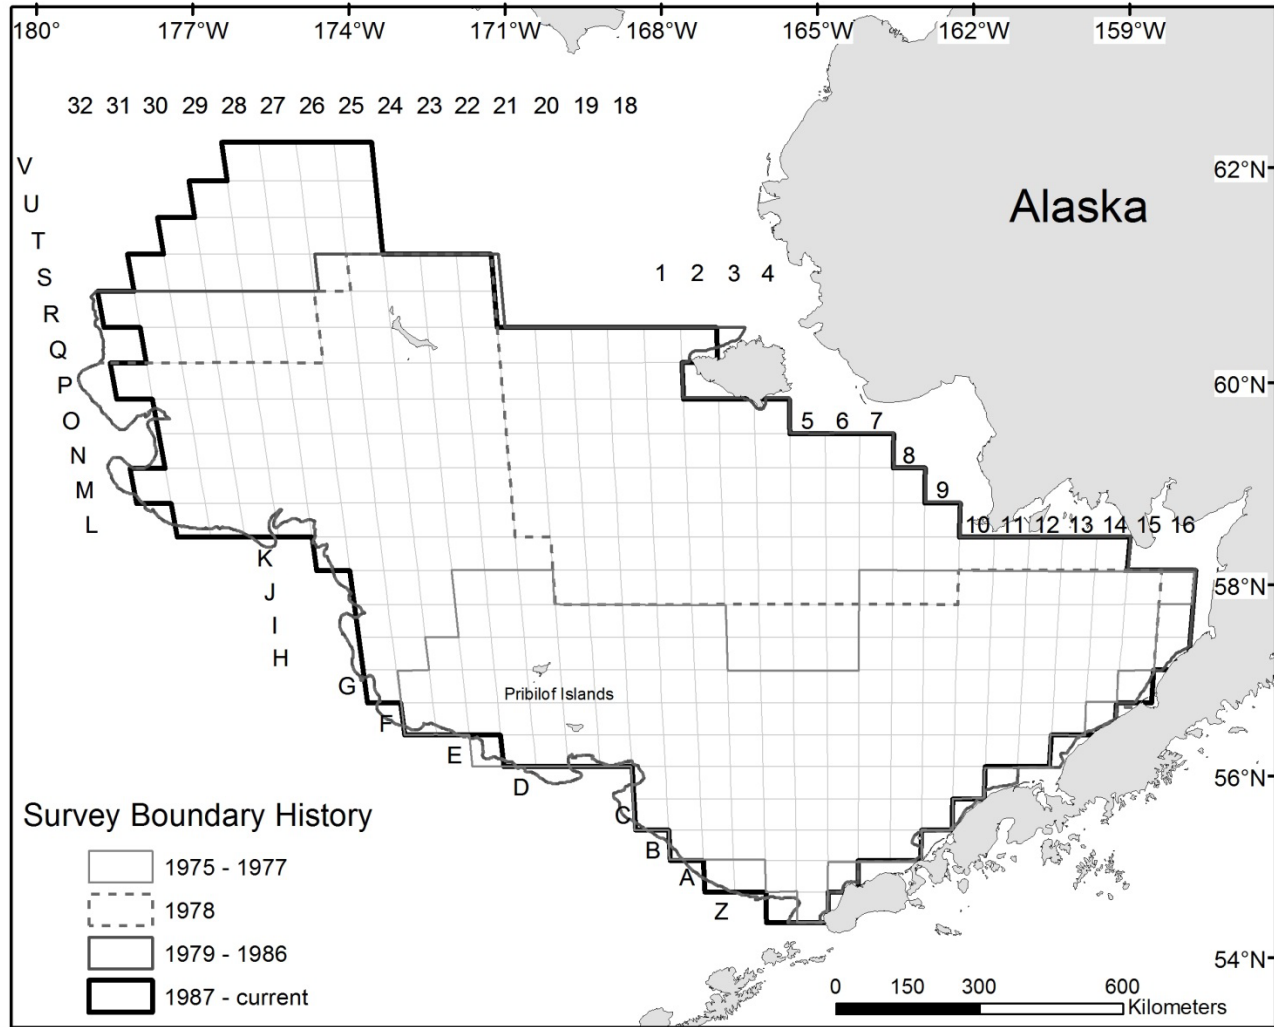 180° 177°W 174°W 171°W 168°W 165°W 162°W 159°W
32 31 30 29 28 27 26 25 24 23 22 21 20 19 18
V
62°N
U
Alaska
T
S
1 2 3 4
R
Q
P
60°N
O
5 6 7
N
8
M
9
L
10 11 12 13 14 15 16
K
J
58°N
I
H
G
Pribilof Islands
F
E
56°N
D
C
B
A
Z
54°N
Survey Boundary History
1975 - 1977
1978
1979 - 1986
1987 - current
0 150 300 600
Kilometers